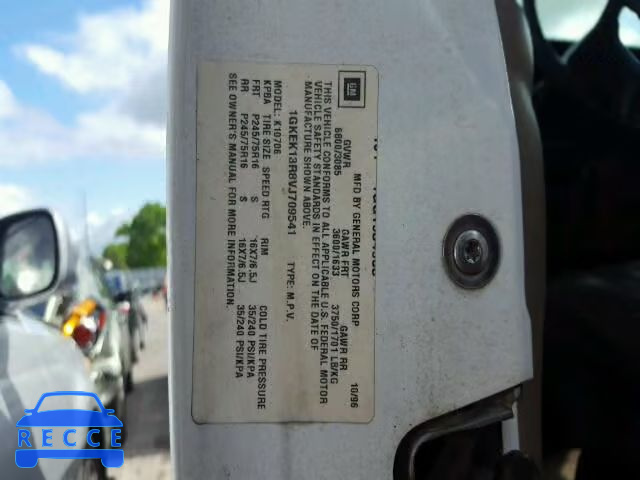 GM
MFD BY GENERAL MOTORS CORP 10/96
GVWR GAWR FRT GAWR RR
6800/3085 3600/1633 3750/1701 LB/KG
THIS VEHICLE CONFORMS TO ALL APPLICABLE U.S. FEDERAL MOTOR
VEHICLE SAFETY STANDARDS IN EFFECT ON THE DATE OF
MANUFACTURE SHOWN ABOVE.
1GKEK13R8VJ709541 TYPE: M.P.V.
MODEL: K10706
KPBA TIRE SIZE SPEED RTG RIM COLD TIRE PRESSURE
FRT P245/75R16 S 16X7/6.5J 35/240 PSI/KPA
RR P245/75R16 S 16X7/6.5J 35/240 PSI/KPA
SEE OWNER'S MANUAL FOR MORE INFORMATION.
RECCE